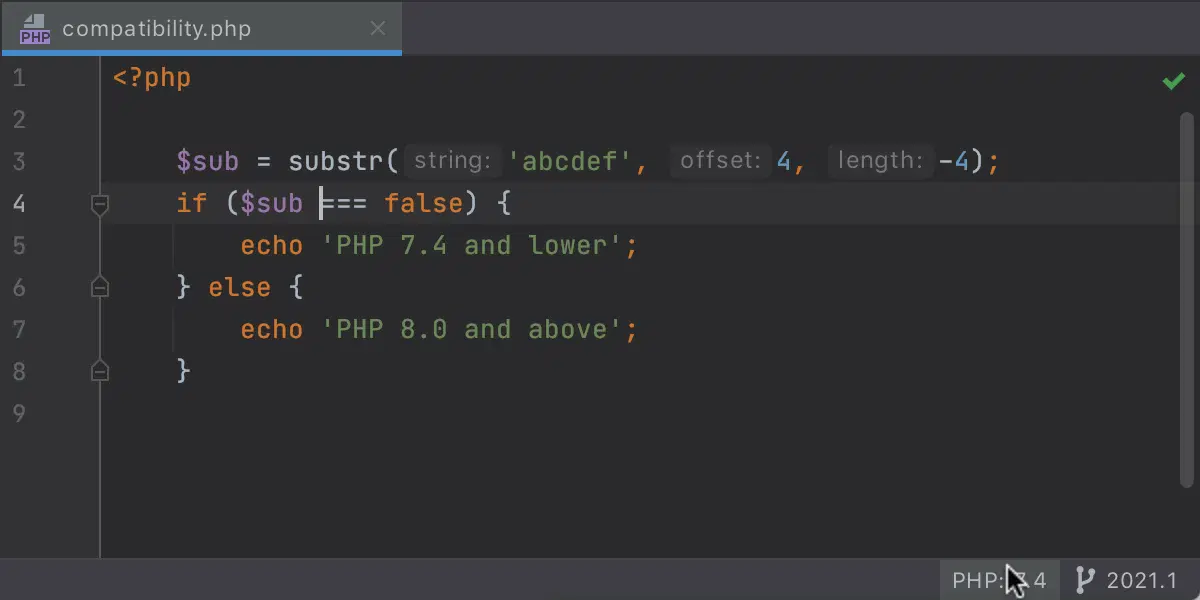 PHP compatibility.php
1 <?php
2
3 $sub = substr( string: 'abcdef', offset: 4, length: -4);
4 if ($sub === false) {
5 echo 'PHP 7.4 and lower';
6 } else {
7 echo 'PHP 8.0 and above';
8 }
9
PHP: 4 2021.1